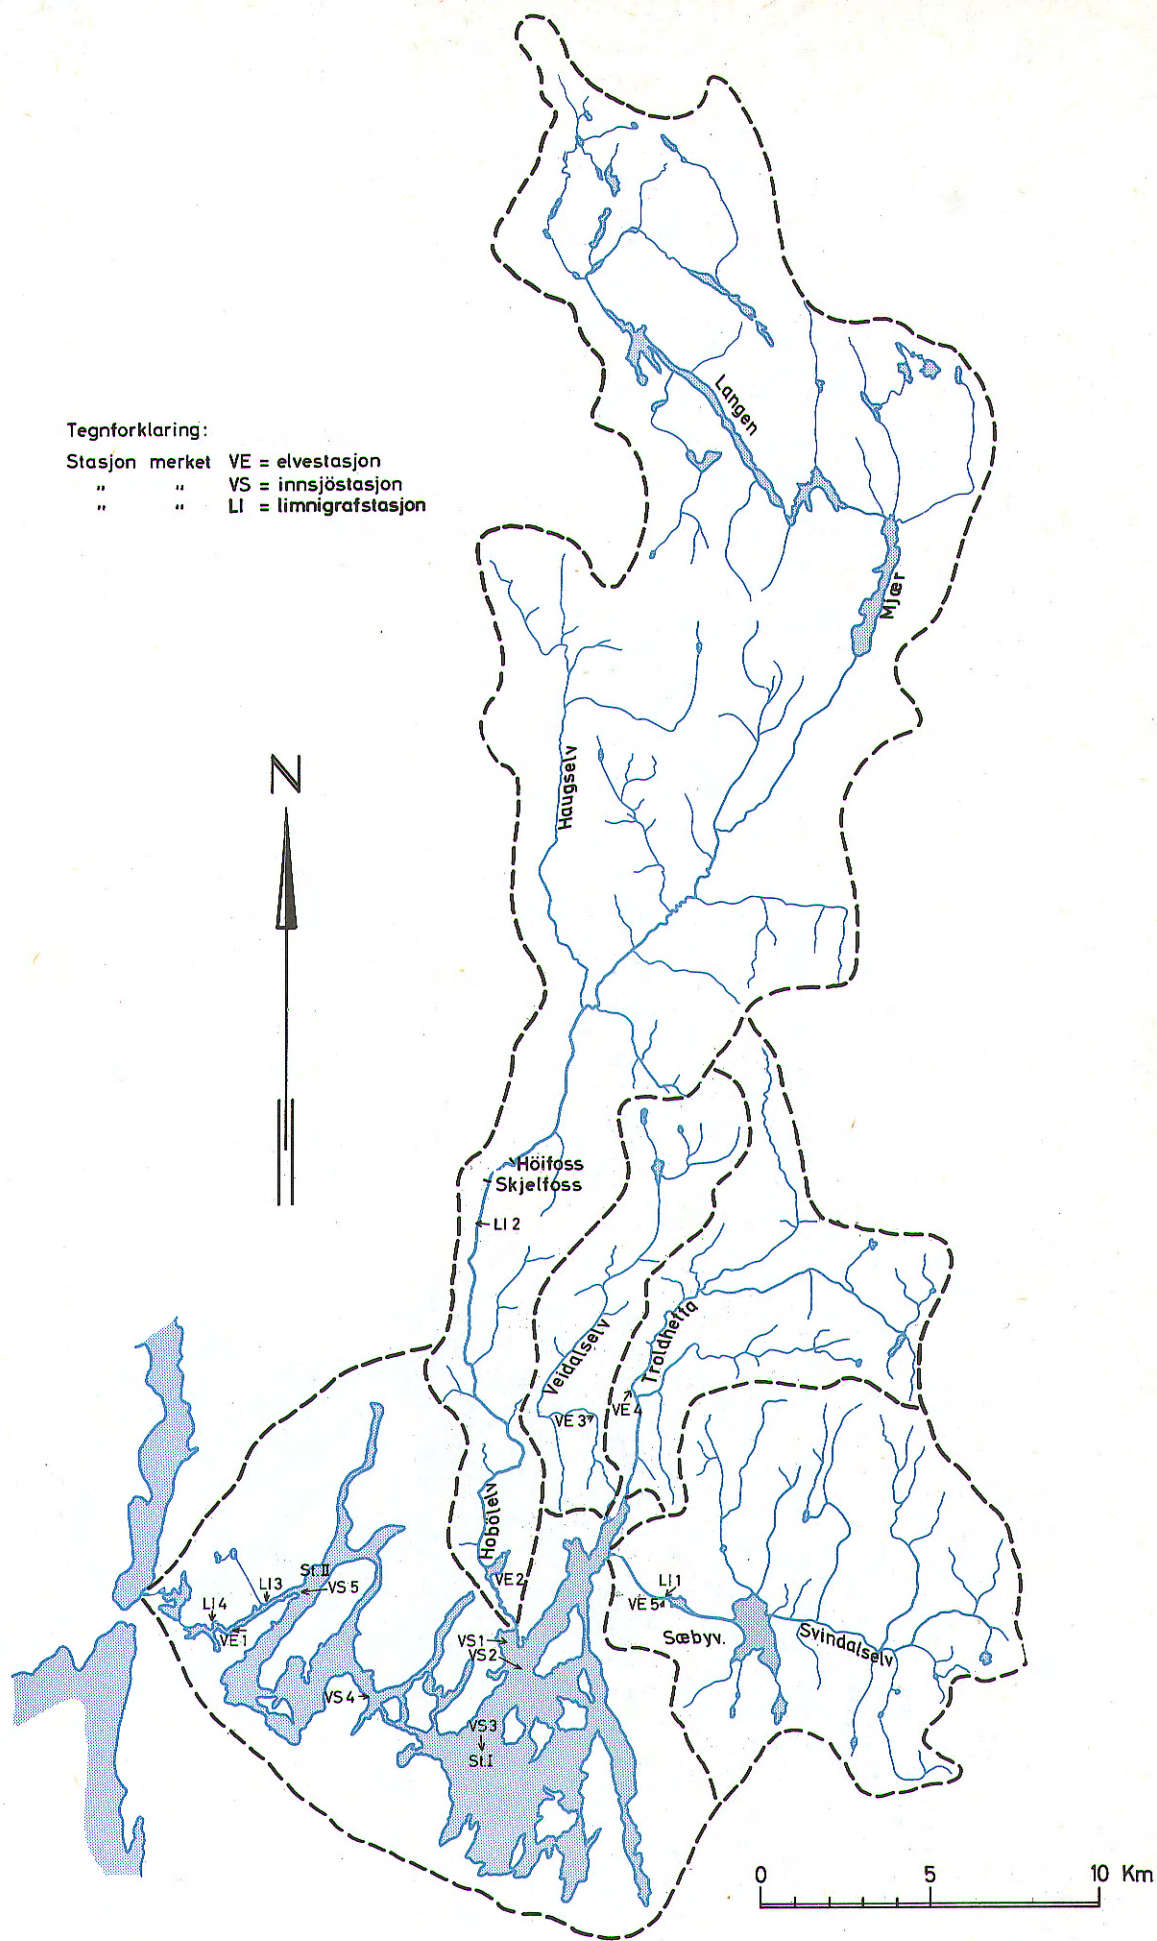 Langen
Tegnforklaring:
Stasjon merket VE = elvestasjon
" " VS = innsjöstasjon
" " LI = limnigrafstasjon
Mjær
N
Haugselv
Höifoss
Skjelfoss
LI 2
Troldhetta
Veidalselv
VE 3
VE 4
Hobölelv
St.II
VS 5
LI 3
LI 4
VE 1
VE 2
LI 1
VE 5
Sæbyv.
Svindalselv
VS 1
VS 2
VS 4
VS 3
St.I
0 5 10 Km